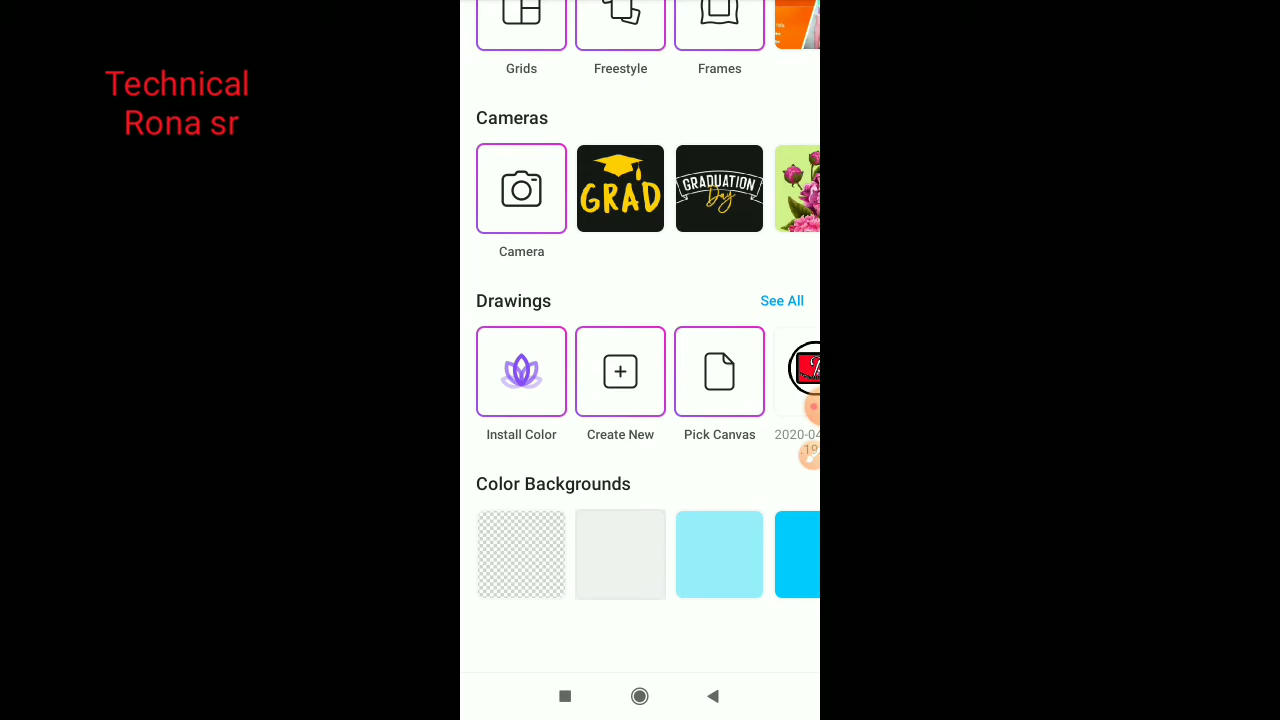 Technical
Rona sr
Grids
Freestyle
Frames
Cameras
GRAD
GRADUATION
Day
Camera
Drawings
See All
Install Color
Create New
Pick Canvas
2020-04
.19
Color Backgrounds